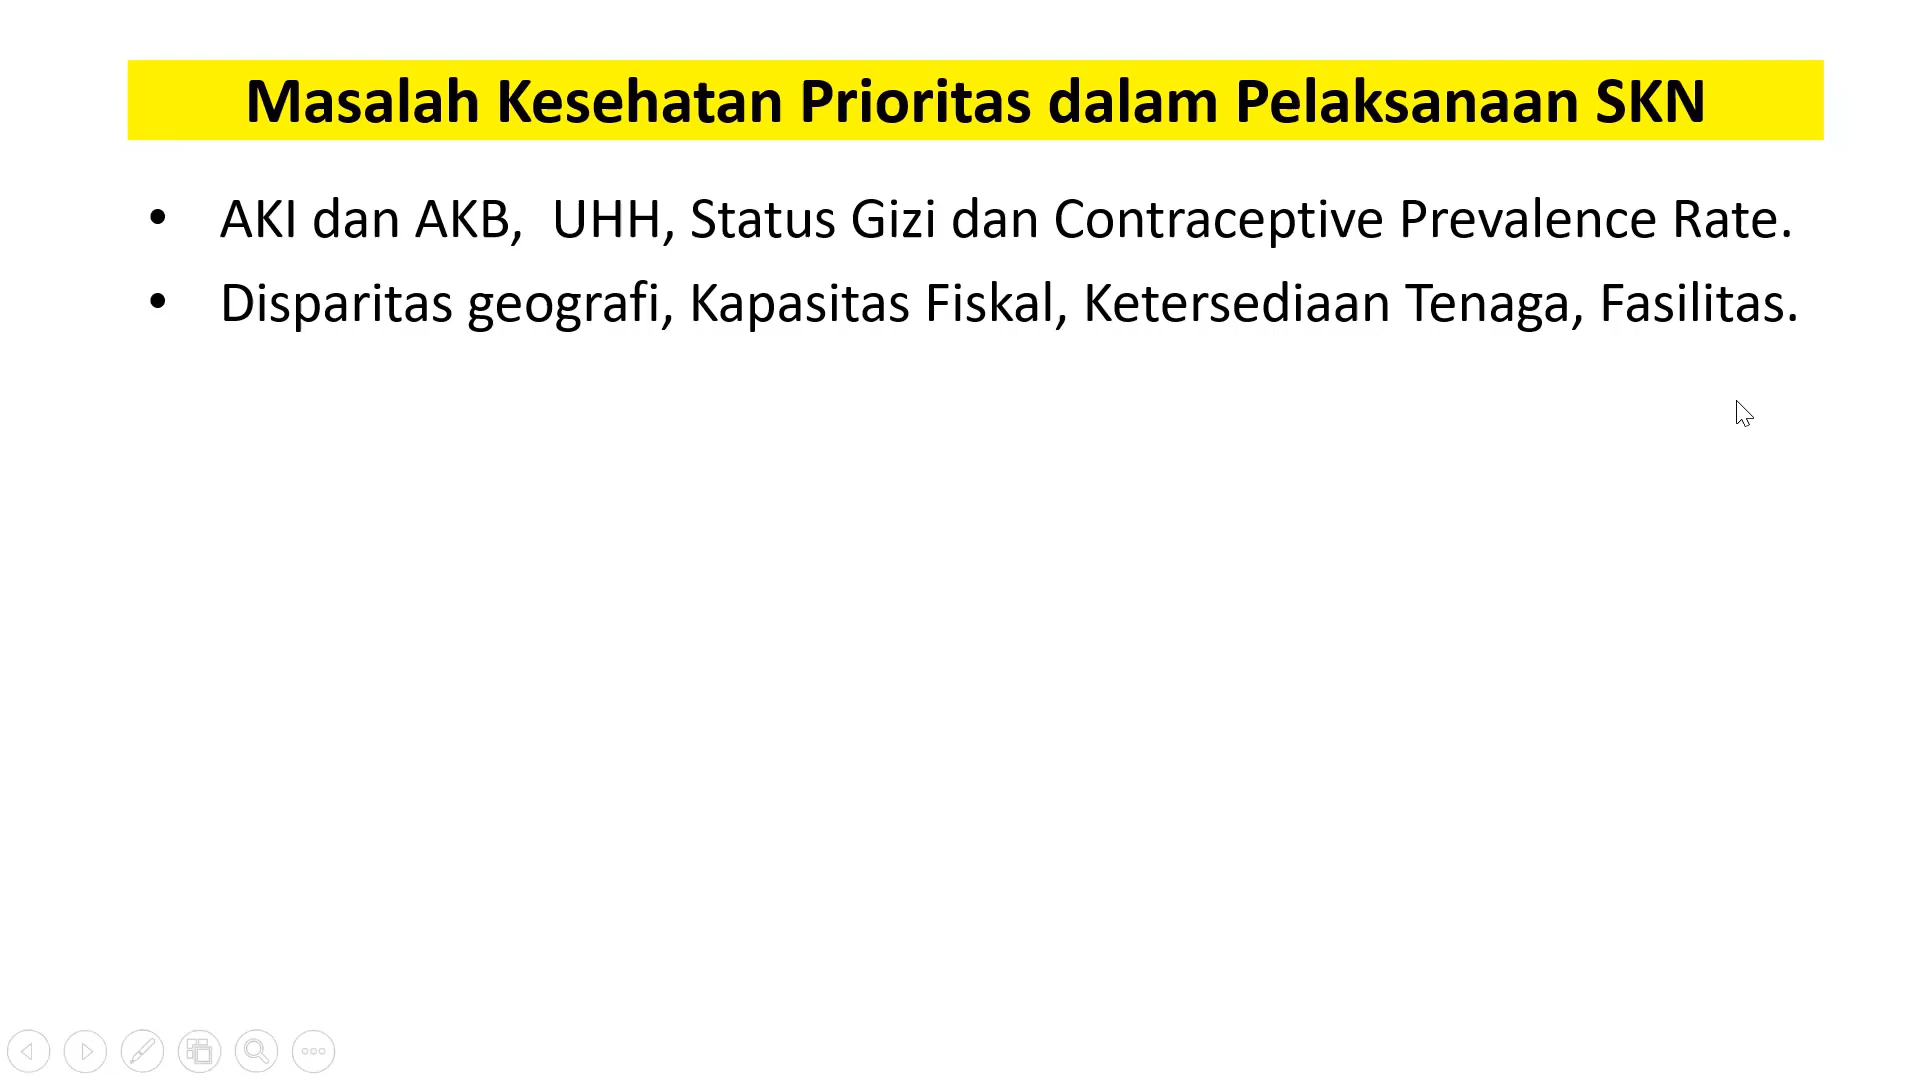 Masalah Kesehatan Prioritas dalam Pelaksanaan SKN
• AKI dan AKB,  UHH, Status Gizi dan Contraceptive Prevalence Rate.
• Disparitas geografi, Kapasitas Fiskal, Ketersediaan Tenaga, Fasilitas.